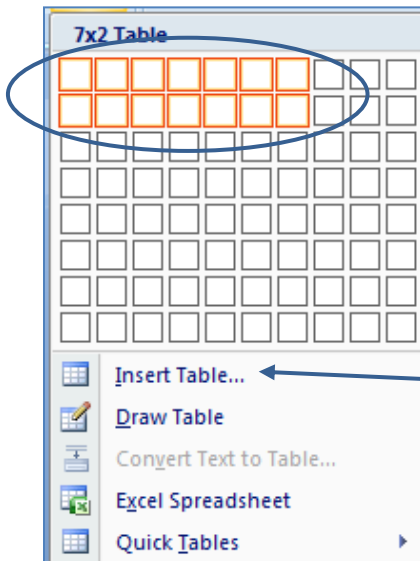 7x2 Table
Insert Table...
Draw Table
Convert Text to Table...
Excel Spreadsheet
Quick Tables